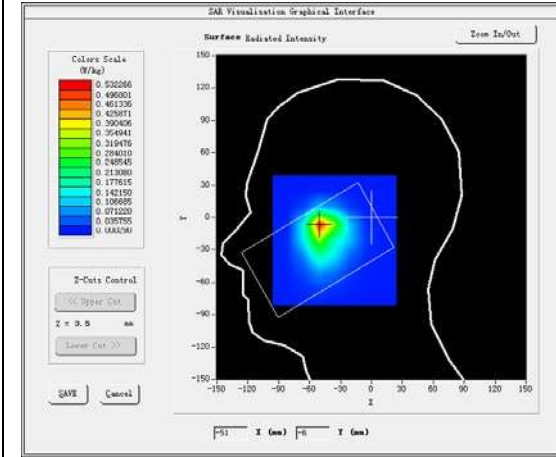 SAR Visualisation Graphical Interface
Surface Radiated Intensity
Zoom In/Out
Colors Scale
(W/kg)
0.532266
0.496801
0.461336
0.425871
0.390406
0.354941
0.319476
0.284010
0.248545
0.213080
0.177615
0.142150
0.106685
0.071220
0.035755
0.000290
150
120
90
60
30
Y
0
-30
-60
-90
-120
-150
-150 -120 -90 -60 -30 0 30 60 90 120 150
X
Z-Cuts Control
<< Upper Cut
Z = 3.5 mm
Lower Cut >>
SAVE Cancel
-51 X (mm) -6 Y (mm)